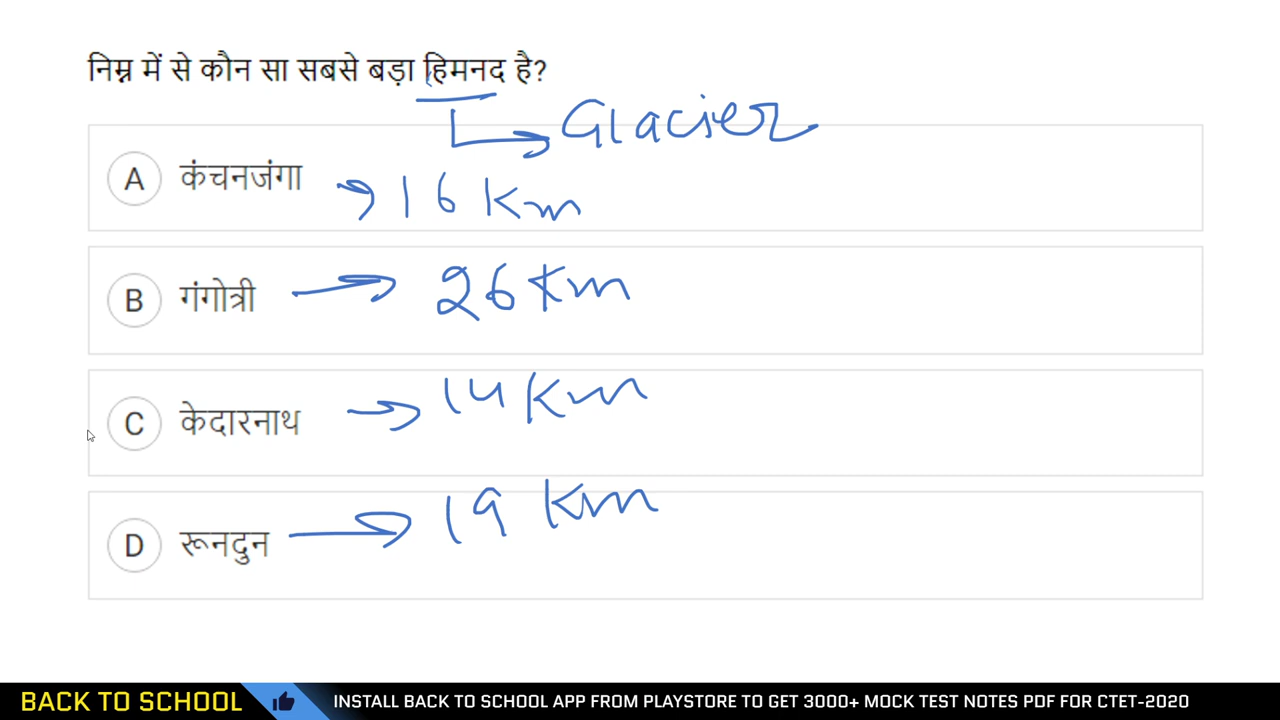 निम्न में से कौन सा सबसे बड़ा हिमनद है?
Glacier
A कंचनजंगा → 16 Km
B गंगोत्री → 26 Km
C केदारनाथ → 14 Km
D रूनदुन → 19 Km
BACK TO SCHOOL INSTALL BACK TO SCHOOL APP FROM PLAYSTORE TO GET 3000+ MOCK TEST NOTES PDF FOR CTET-2020